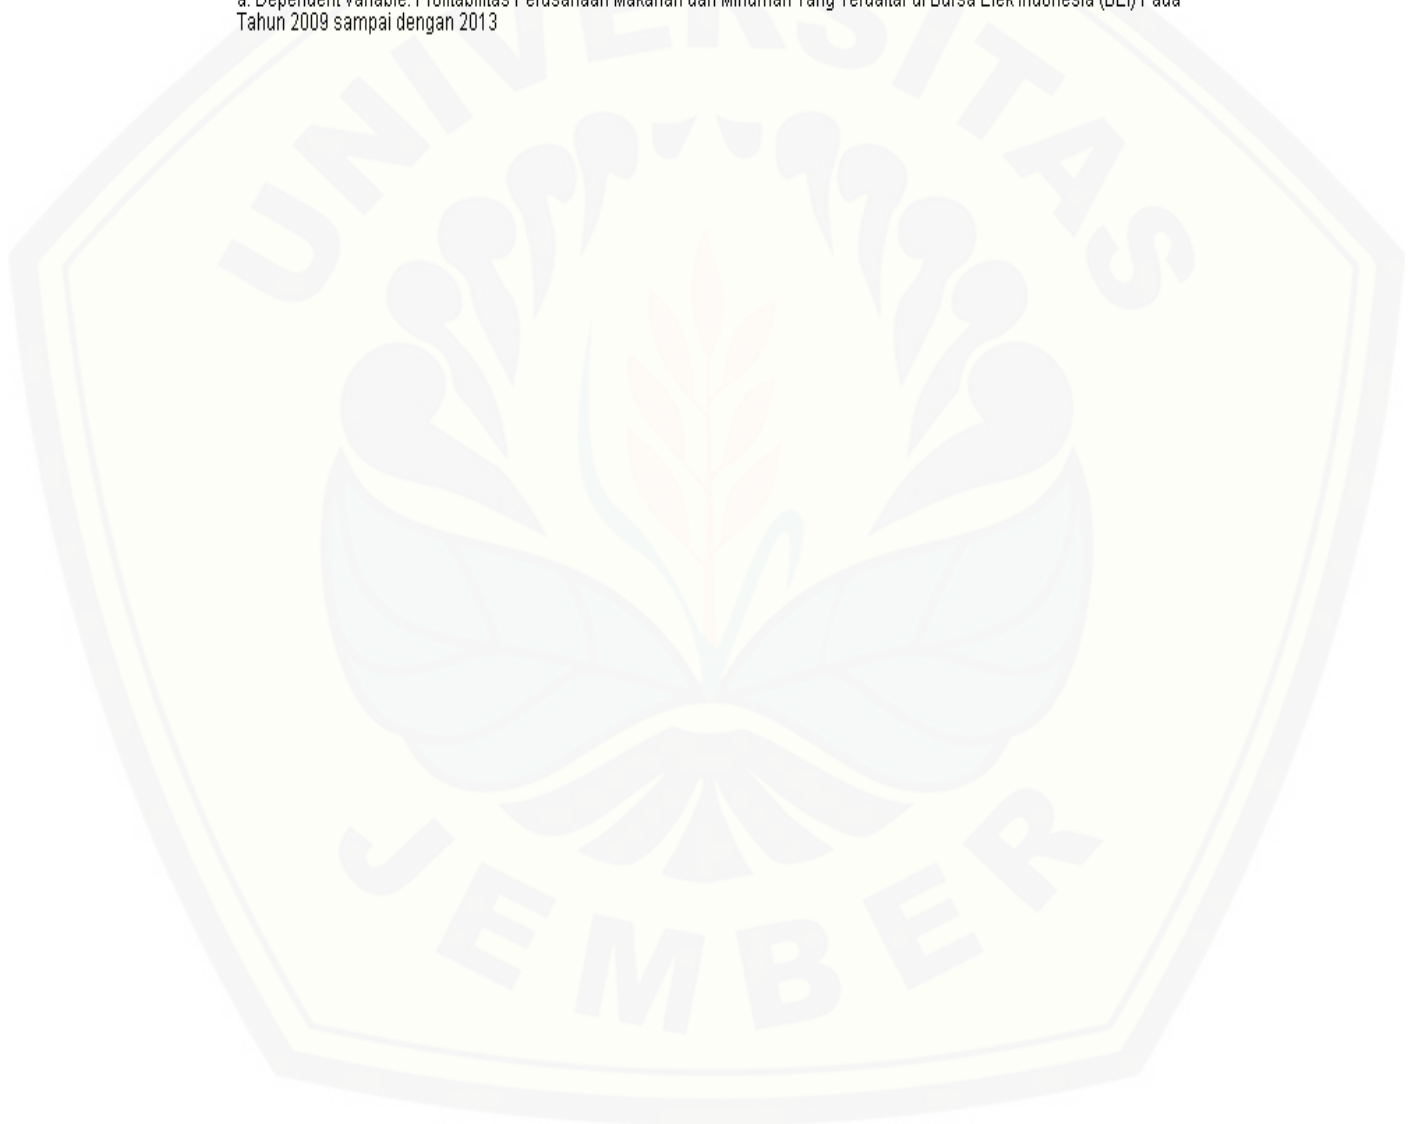 a. Dependent Variable: Profitabilitas Perusahaan Makanan dan Minuman Yang Terdaftar di Bursa Efek Indonesia (BEI) Pada
Tahun 2009 sampai dengan 2013
UNIVERSITAS
JEMBER